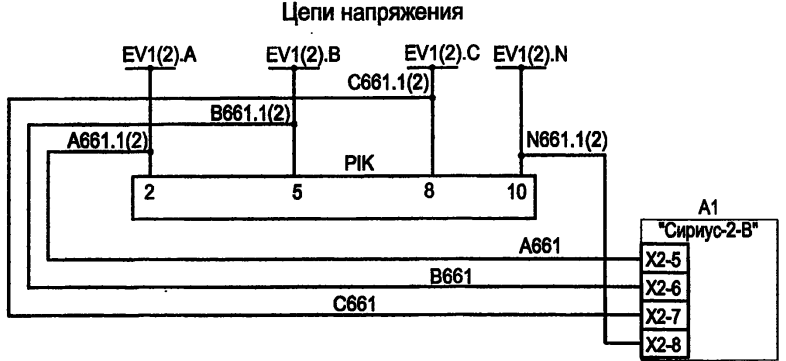 Цепи напряжения
EV1(2).A EV1(2).B EV1(2).C EV1(2).N
C661.1(2)
B661.1(2)
A661.1(2) N661.1(2)
PIK
2 5 8 10
A1
"Сириус-2-В"
A661 X2-5
B661 X2-6
C661 X2-7
X2-8